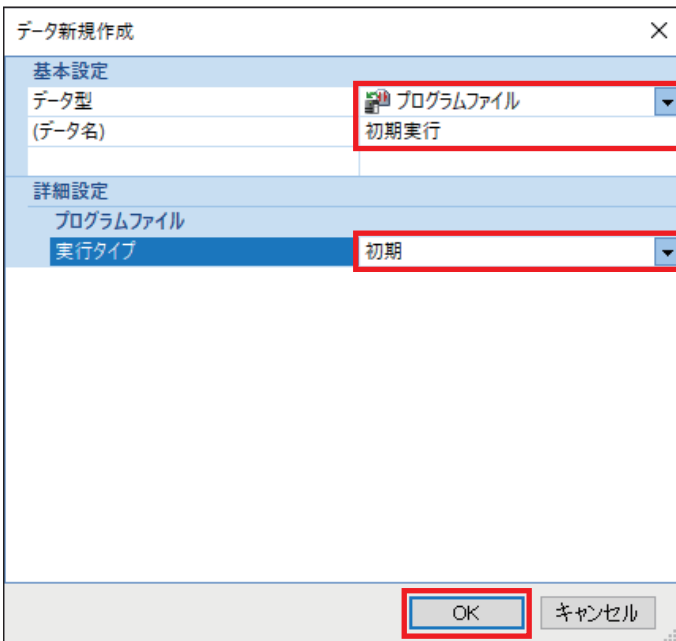 データ新規作成
基本設定
データ型 プログラムファイル
(データ名) 初期実行
詳細設定
プログラムファイル
実行タイプ 初期
OK キャンセル